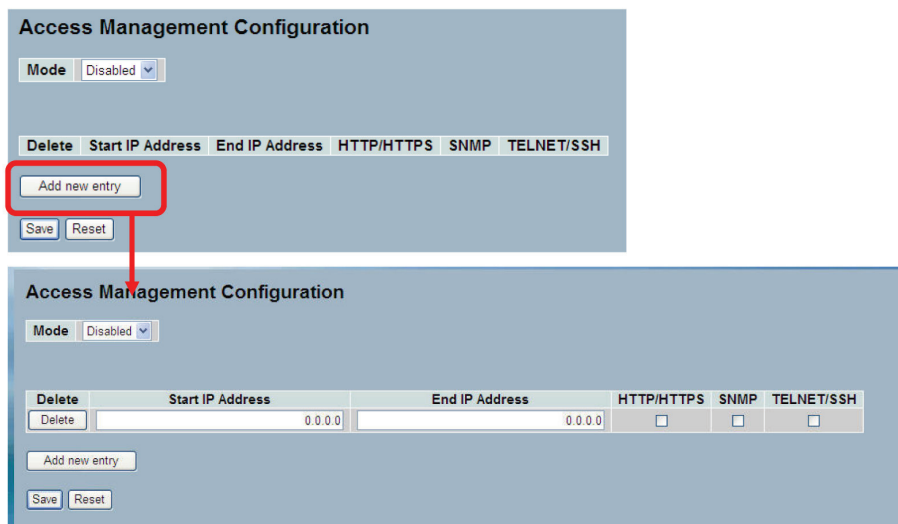 Access Management Configuration
Mode Disabled
Delete Start IP Address End IP Address HTTP/HTTPS SNMP TELNET/SSH
Add new entry
Save Reset
Access Management Configuration
Mode Disabled
Delete Start IP Address End IP Address HTTP/HTTPS SNMP TELNET/SSH
Delete 0.0.0.0 0.0.0.0
Add new entry
Save Reset